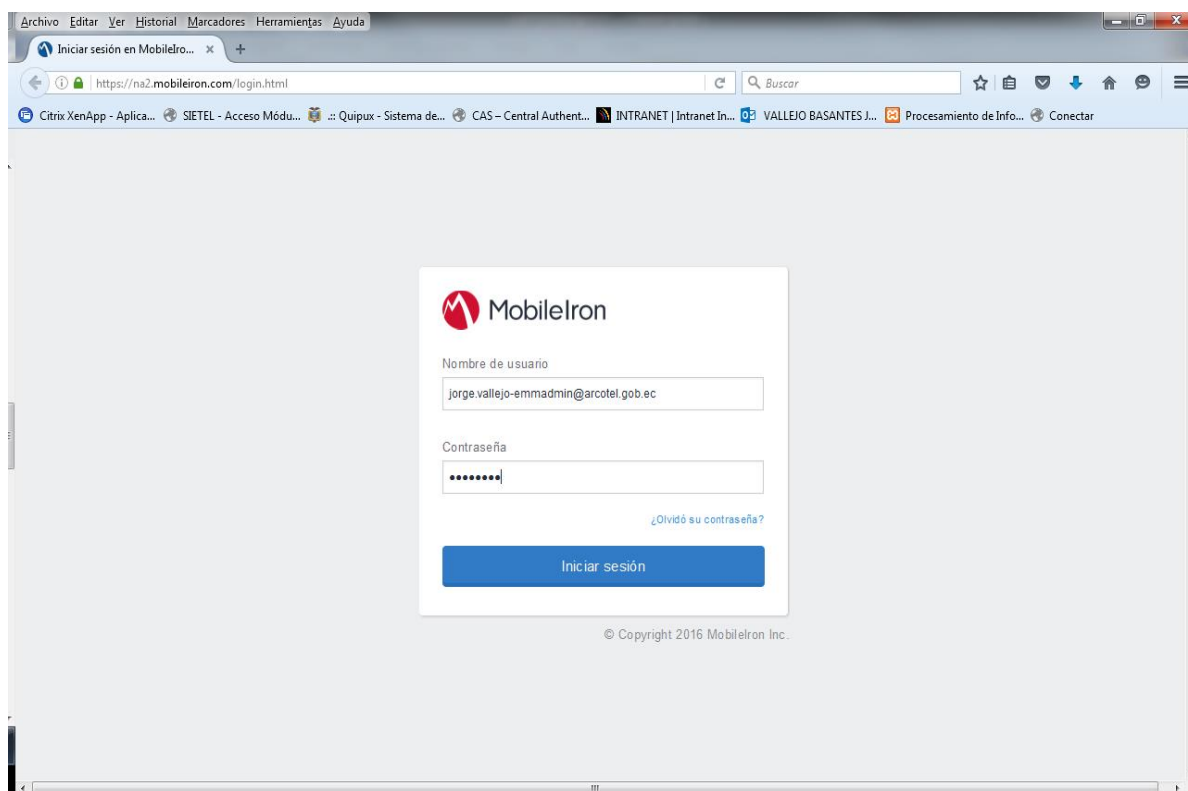 Archivo Editar Ver Historial Marcadores Herramientas Ayuda
Iniciar sesión en MobileIro... × +
https://na2.mobileiron.com/login.html Buscar
Citrix XenApp - Aplica... SIETEL - Acceso Módu... .:: Quipux - Sistema de... CAS – Central Authent... INTRANET | Intranet In... VALLEJO BASANTES J... Procesamiento de Info... Conectar
MobileIron
Nombre de usuario
jorge.vallejo-emmadmin@arcotel.gob.ec
Contraseña
••••••••
¿Olvidó su contraseña?
Iniciar sesión
© Copyright 2016 MobileIron Inc.